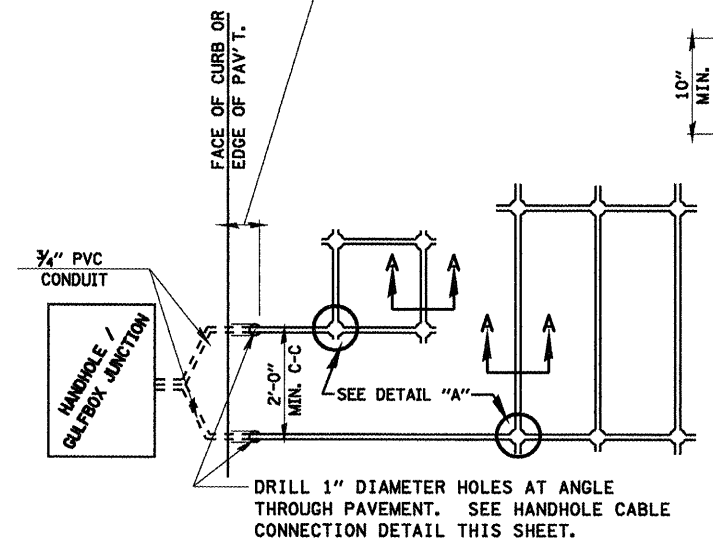 FACE OF CURB OR
EDGE OF PAV'T.
10"
MIN.
3/4" PVC
CONDUIT
HANDHOLE /
GULFBOX JUNCTION
A
A
A
A
2'-0"
MIN. C-C
SEE DETAIL "A"
DRILL 1" DIAMETER HOLES AT ANGLE
THROUGH PAVEMENT. SEE HANDHOLE CABLE
CONNECTION DETAIL THIS SHEET.